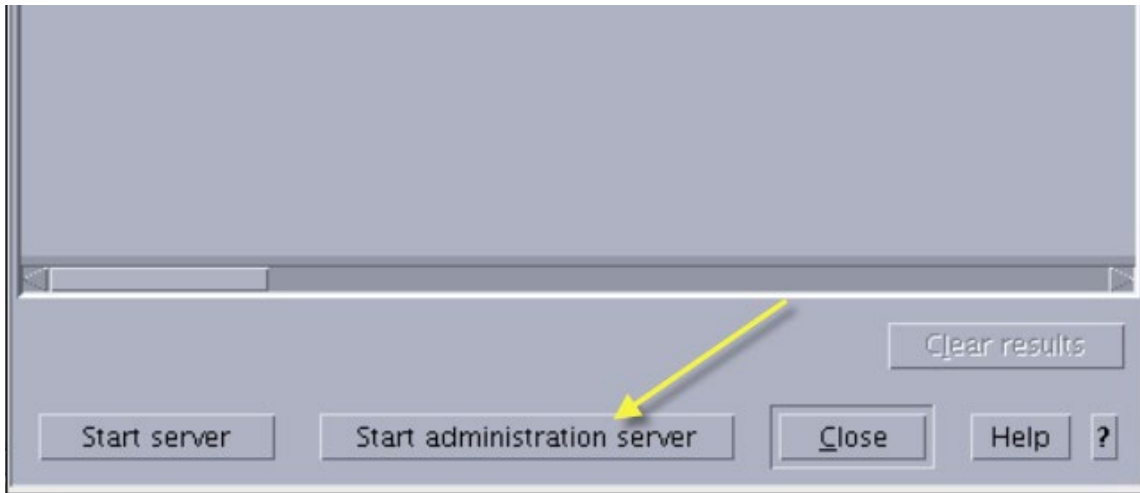 Clear results
Start server
Start administration server
Close
Help
?